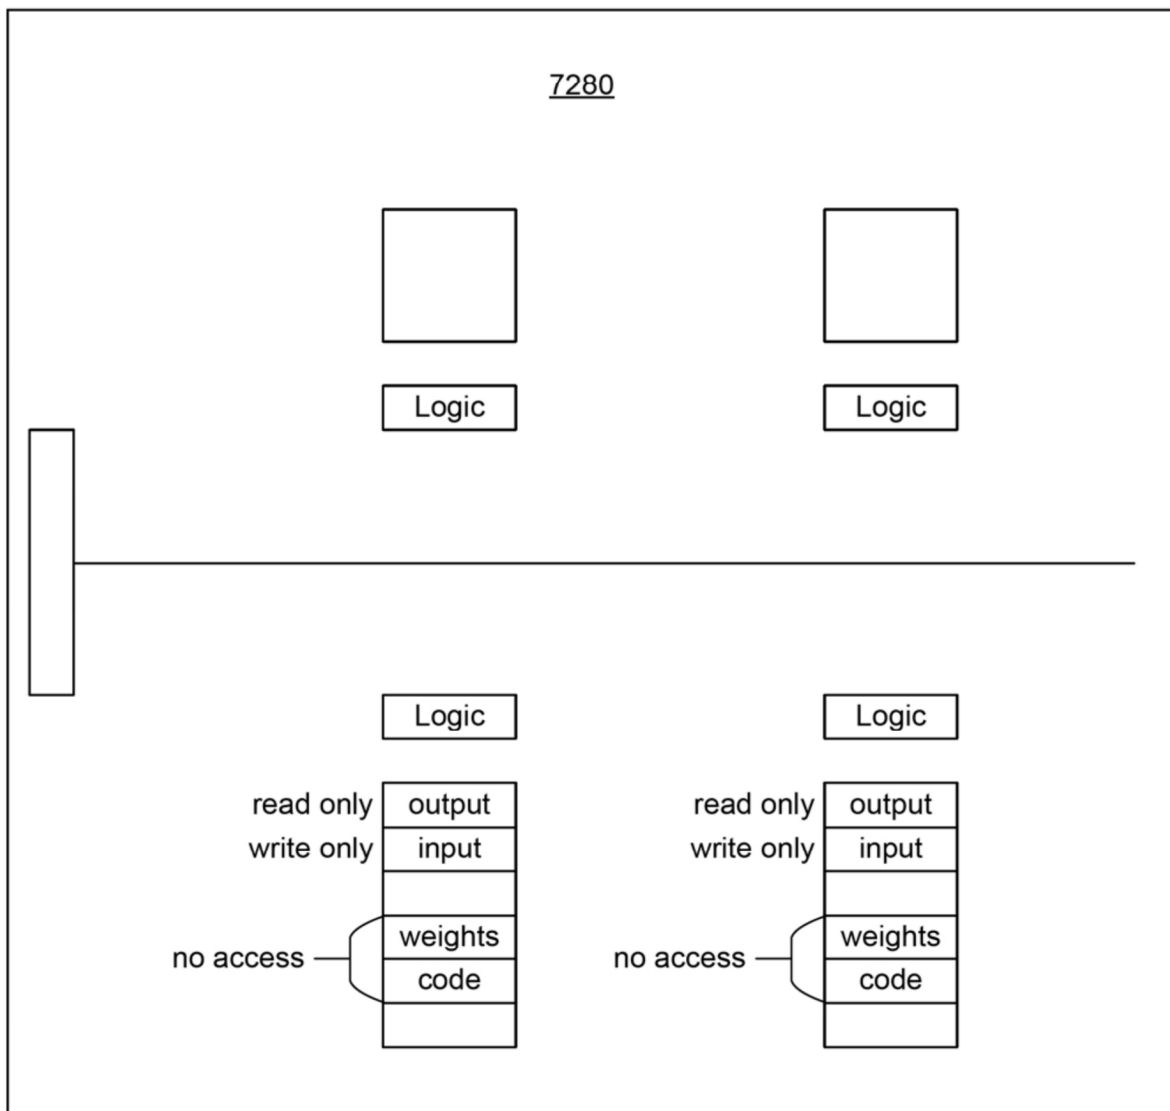 7280
Logic Logic
Logic Logic
read only output read only output
write only input write only input
weights weights
no access no access
code code